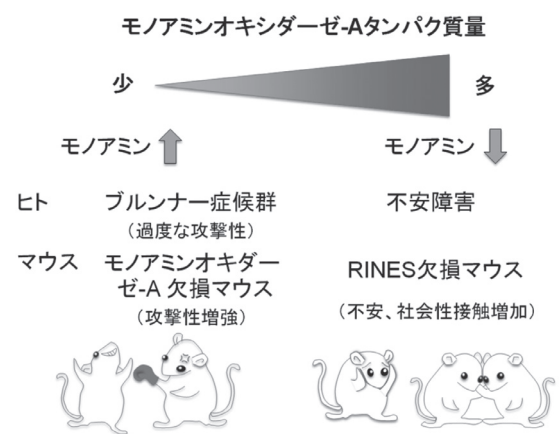 モノアミンオキシダーゼ-Aタンパク質量
少 多
モノアミン モノアミン
ヒト ブルンナー症候群 不安障害
（過度な攻撃性）
マウス モノアミンオキダー
ゼ-A 欠損マウス
（攻撃性増強）
RINES欠損マウス
（不安、社会性接触増加）